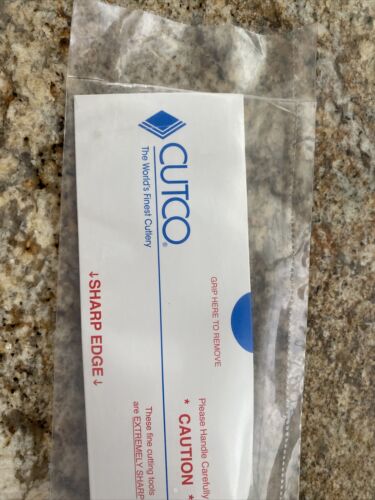 CUTCO®
The World's Finest Cutlery
GRIP HERE TO REMOVE
↓SHARP EDGE↓
Please Handle Carefully
* CAUTION *
These fine cutting tools
are EXTREMELY SHARP